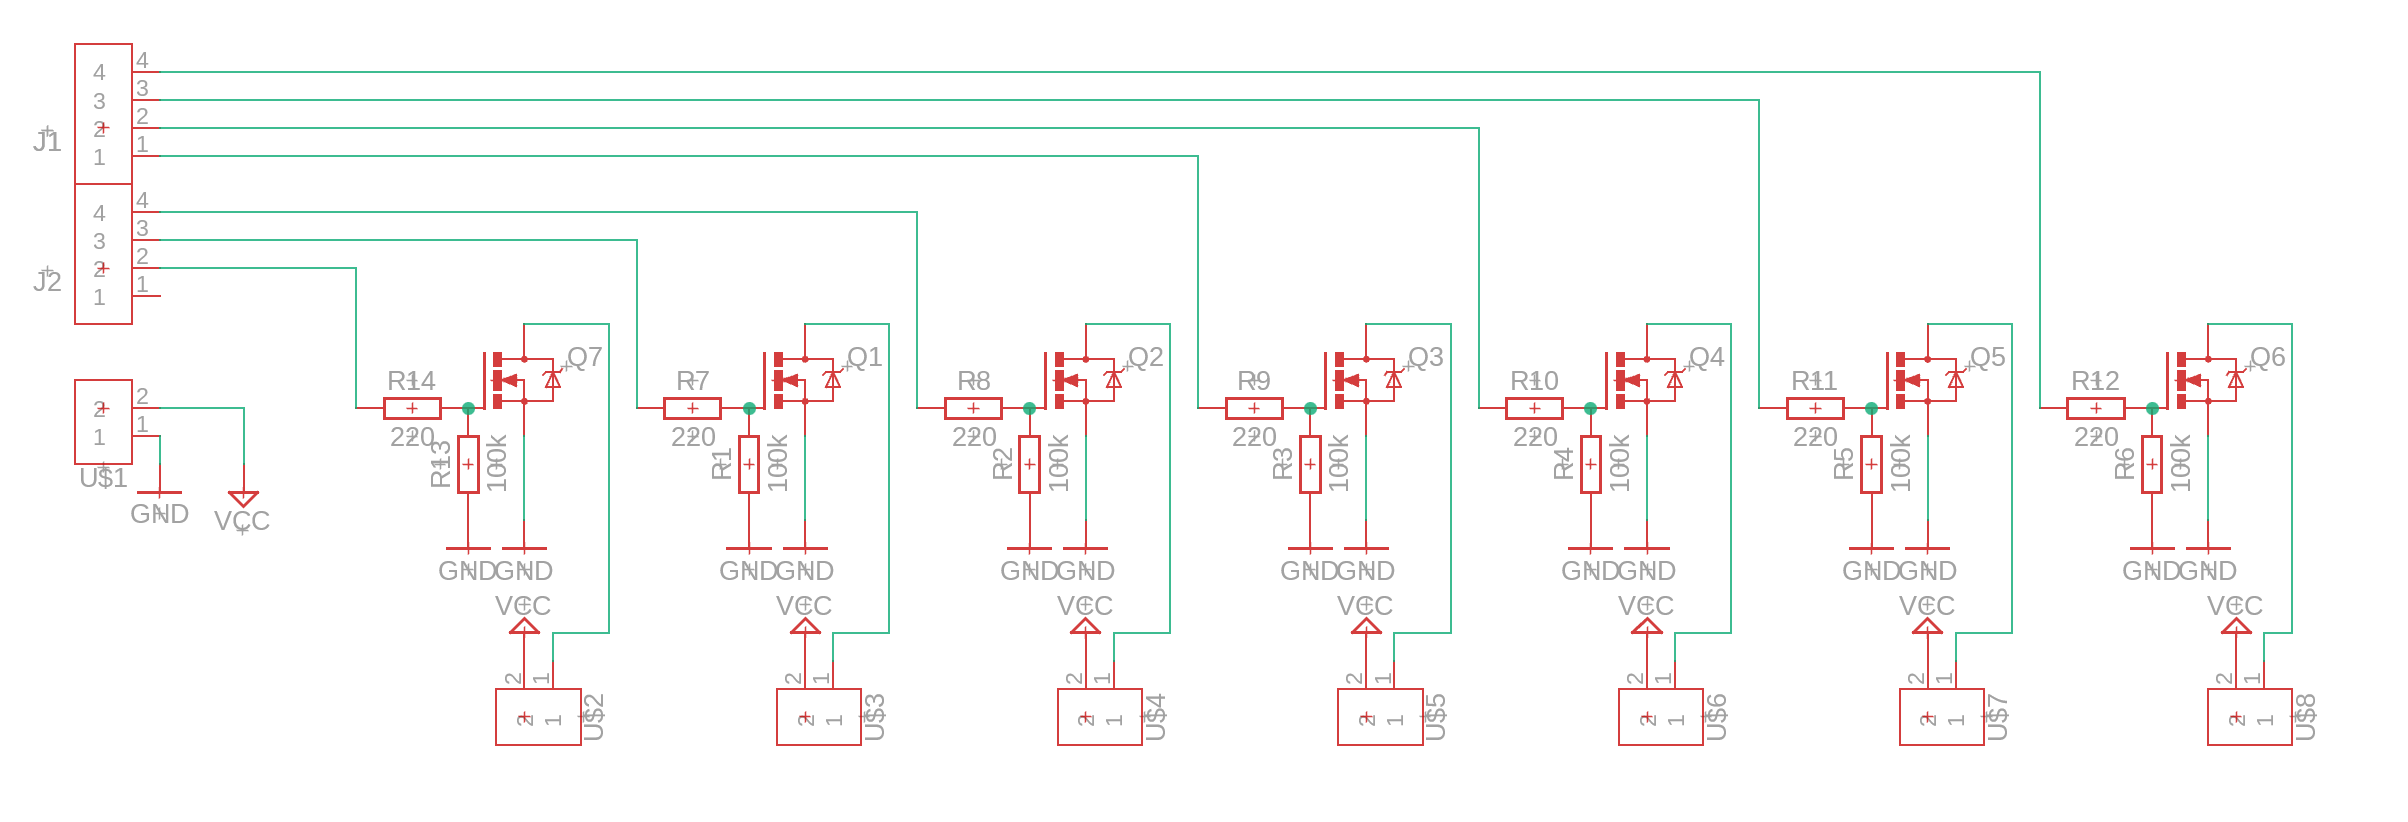 4 4
3 3
2 2
1 1
J1
4 4
3 3
2 2
1 1
J2
2 2
1 1
U$1
GND
VCC
R14
220
R13
100k
Q7
GND GND
VCC
2 1
2 1
U$2
R7
220
R1
100k
Q1
GND GND
VCC
2 1
2 1
U$3
R8
220
R2
100k
Q2
GND GND
VCC
2 1
2 1
U$4
R9
220
R3
100k
Q3
GND GND
VCC
2 1
2 1
U$5
R10
220
R4
100k
Q4
GND GND
VCC
2 1
2 1
U$6
R11
220
R5
100k
Q5
GND GND
VCC
2 1
2 1
U$7
R12
220
R6
100k
Q6
GND GND
VCC
2 1
2 1
U$8